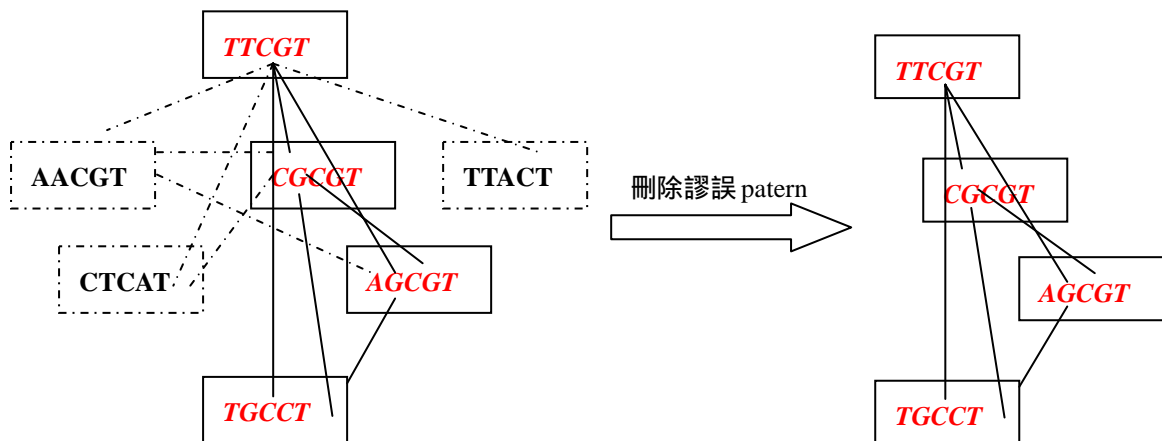 TTCGT
AACGT
CGCGT
TTACT
CTCAT
AGCGT
TGCCT
刪除謬誤 patern
TTCGT
CGCGT
AGCGT
TGCCT